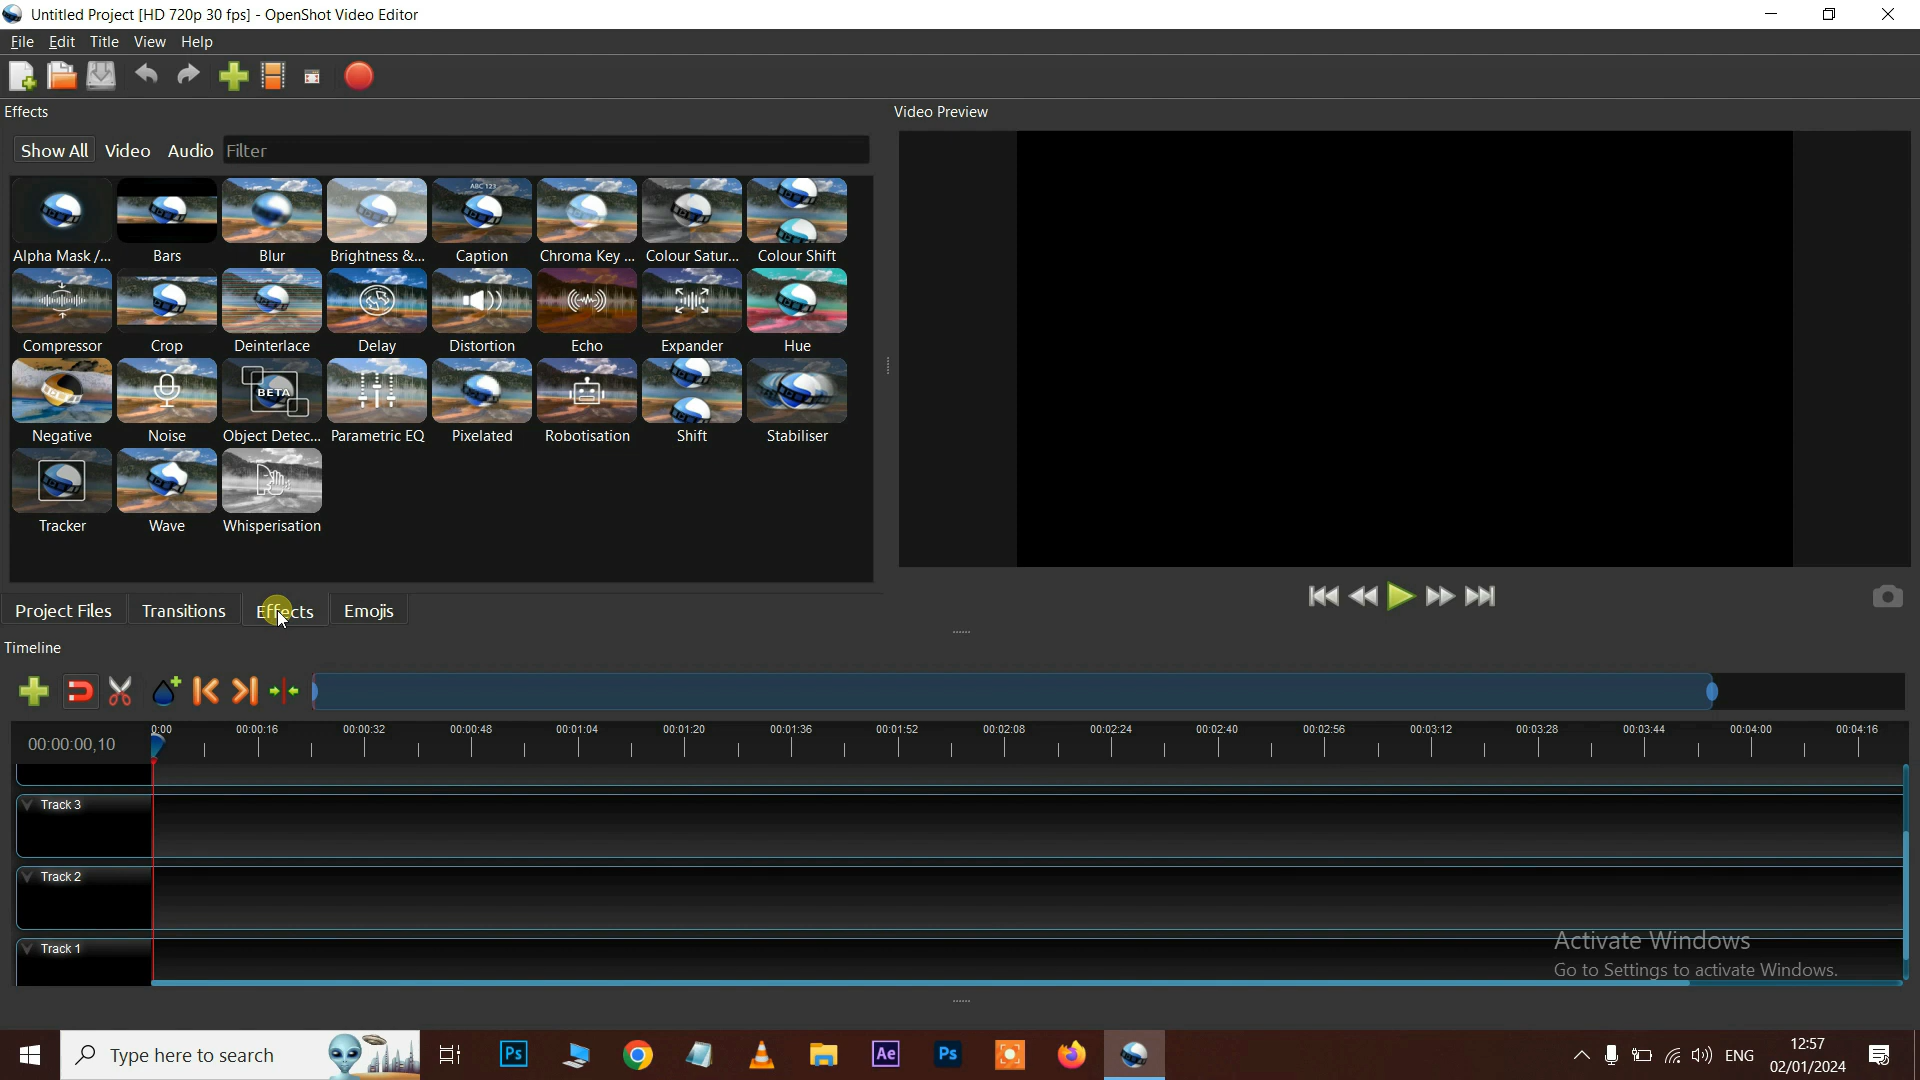 Untitled Project [HD 720p 30 fps] - OpenShot Video Editor
File Edit Title View Help
Effects
Video Preview
Show All Video Audio Filter
ABC 123
Alpha Mask /... Bars Blur Brightness &... Caption Chroma Key ... Colour Satur... Colour Shift
Compressor Crop Deinterlace Delay Distortion Echo Expander Hue
BETA
Negative Noise Object Detec... Parametric EQ Pixelated Robotisation Shift Stabiliser
Tracker Wave Whisperisation
Project Files Transitions Effects Emojis
Timeline
00:00:00,10 0:00 00:00:16 00:00:32 00:00:48 00:01:04 00:01:20 00:01:36 00:01:52 00:02:08 00:02:24 00:02:40 00:02:56 00:03:12 00:03:28 00:03:44 00:04:00 00:04:16
Track 3
Track 2
Track 1
Activate Windows
Go to Settings to activate Windows.
Type here to search
Ps
Ae
Ps
ENG
12:57
02/01/2024